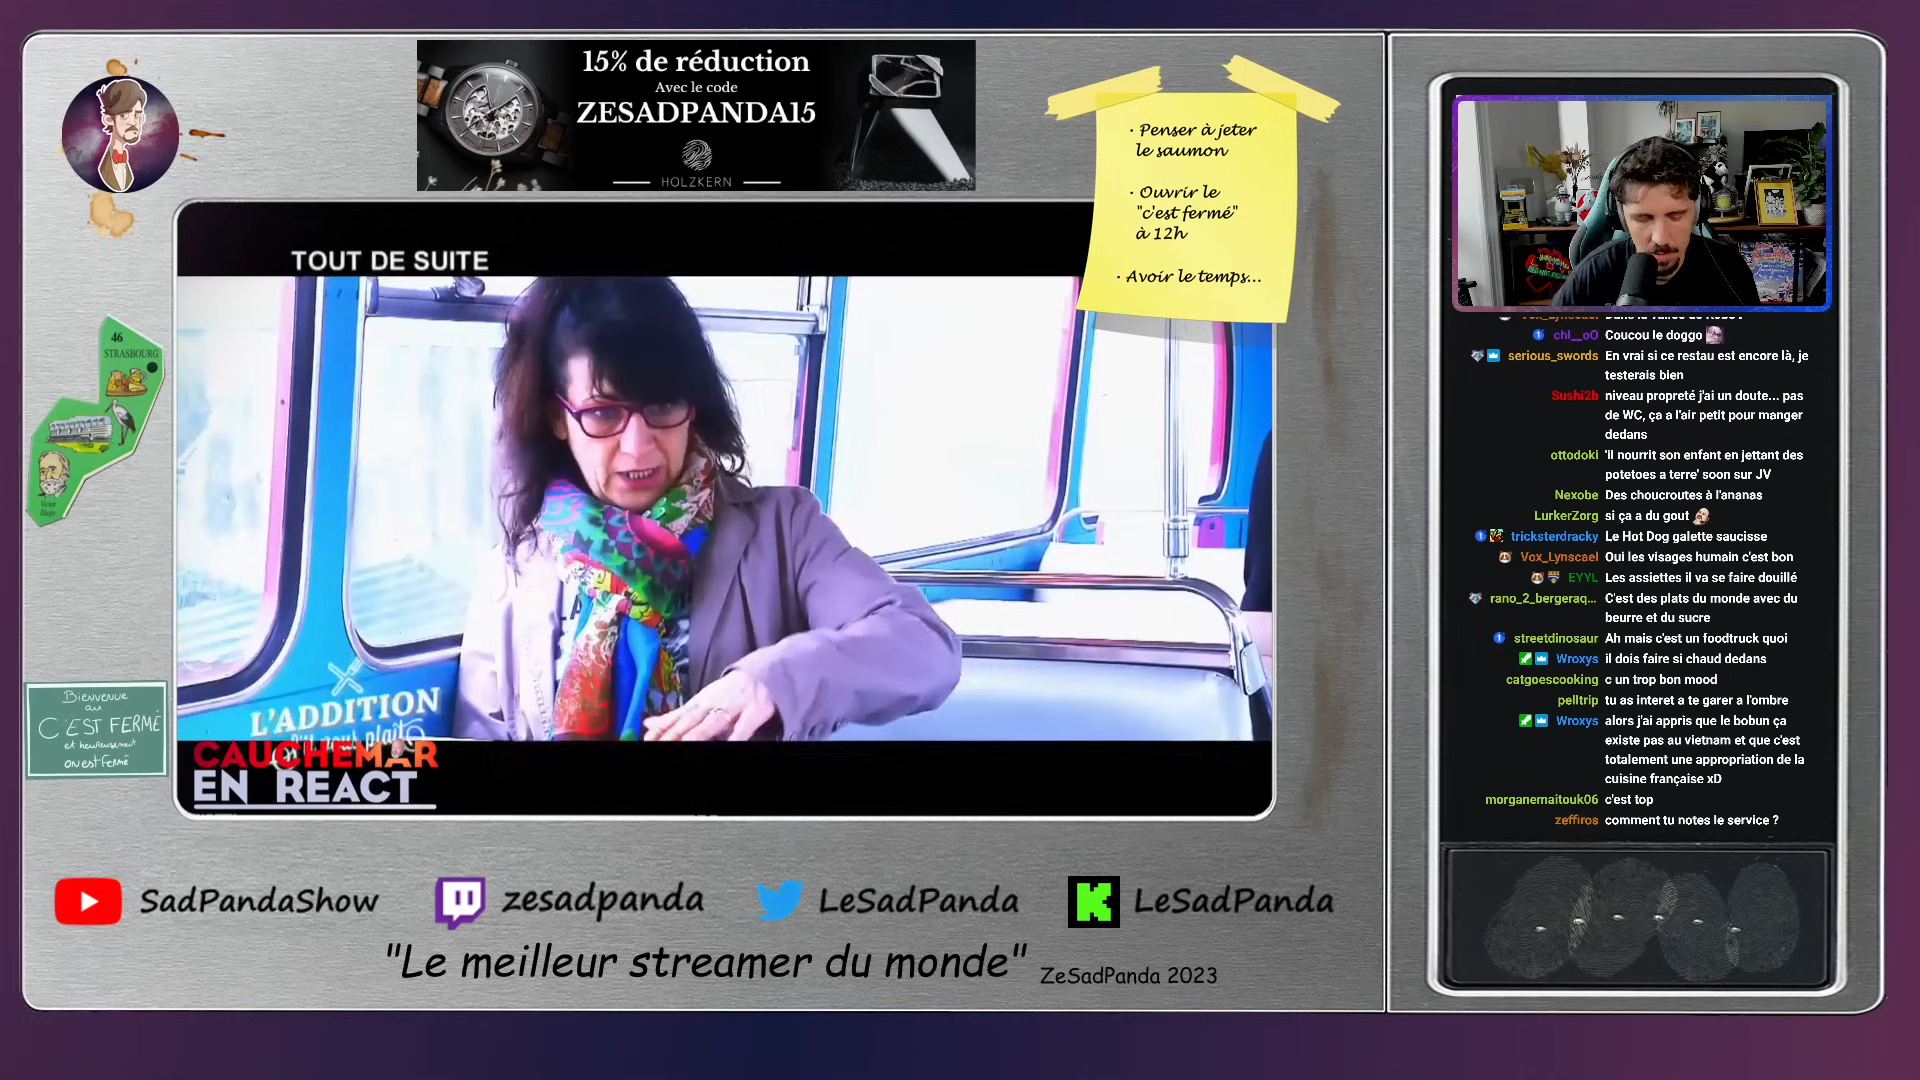 15% de réduction
Avec le code
ZESADPANDA15
HOLZKERN
· Penser à jeter
le saumon
· Ouvrir le
"c'est fermé"
à 12h
· Avoir le temps...
TOUT DE SUITE
46
STRASBOURG
Victor
Hugo
Bienvenue
au
C'EST FERMÉ
et heureusement
on est fermé
L'ADDITION
s'il vous plaît
CAUCHEMAR
EN REACT
SadPandaShow
zesadpanda
LeSadPanda
LeSadPanda
"Le meilleur streamer du monde"
ZeSadPanda 2023
chl__oO Coucou le doggo
serious_swords En vrai si ce restau est encore là, je
testerais bien
Sushi2b niveau propreté j'ai un doute... pas
de WC, ça a l'air petit pour manger
dedans
ottodoki 'il nourrit son enfant en jettant des
potetoes a terre' soon sur JV
Nexobe Des choucroutes à l'ananas
LurkerZorg si ça a du gout
tricksterdracky Le Hot Dog galette saucisse
Vox_Lynscael Oui les visages humain c'est bon
EYYL Les assiettes il va se faire douillé
rano_2_bergeraq... C'est des plats du monde avec du
beurre et du sucre
streetdinosaur Ah mais c'est un foodtruck quoi
Wroxys il dois faire si chaud dedans
catgoescooking c un trop bon mood
pelltrip tu as interet a te garer a l'ombre
Wroxys alors j'ai appris que le bobun ça
existe pas au vietnam et que c'est
totalement une appropriation de la
cuisine française xD
morganemaitouk06 c'est top
zeffiros comment tu notes le service ?